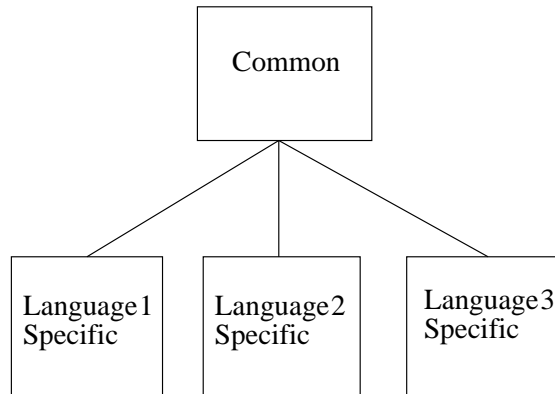 Common
Language1
Specific
Language2
Specific
Language3
Specific